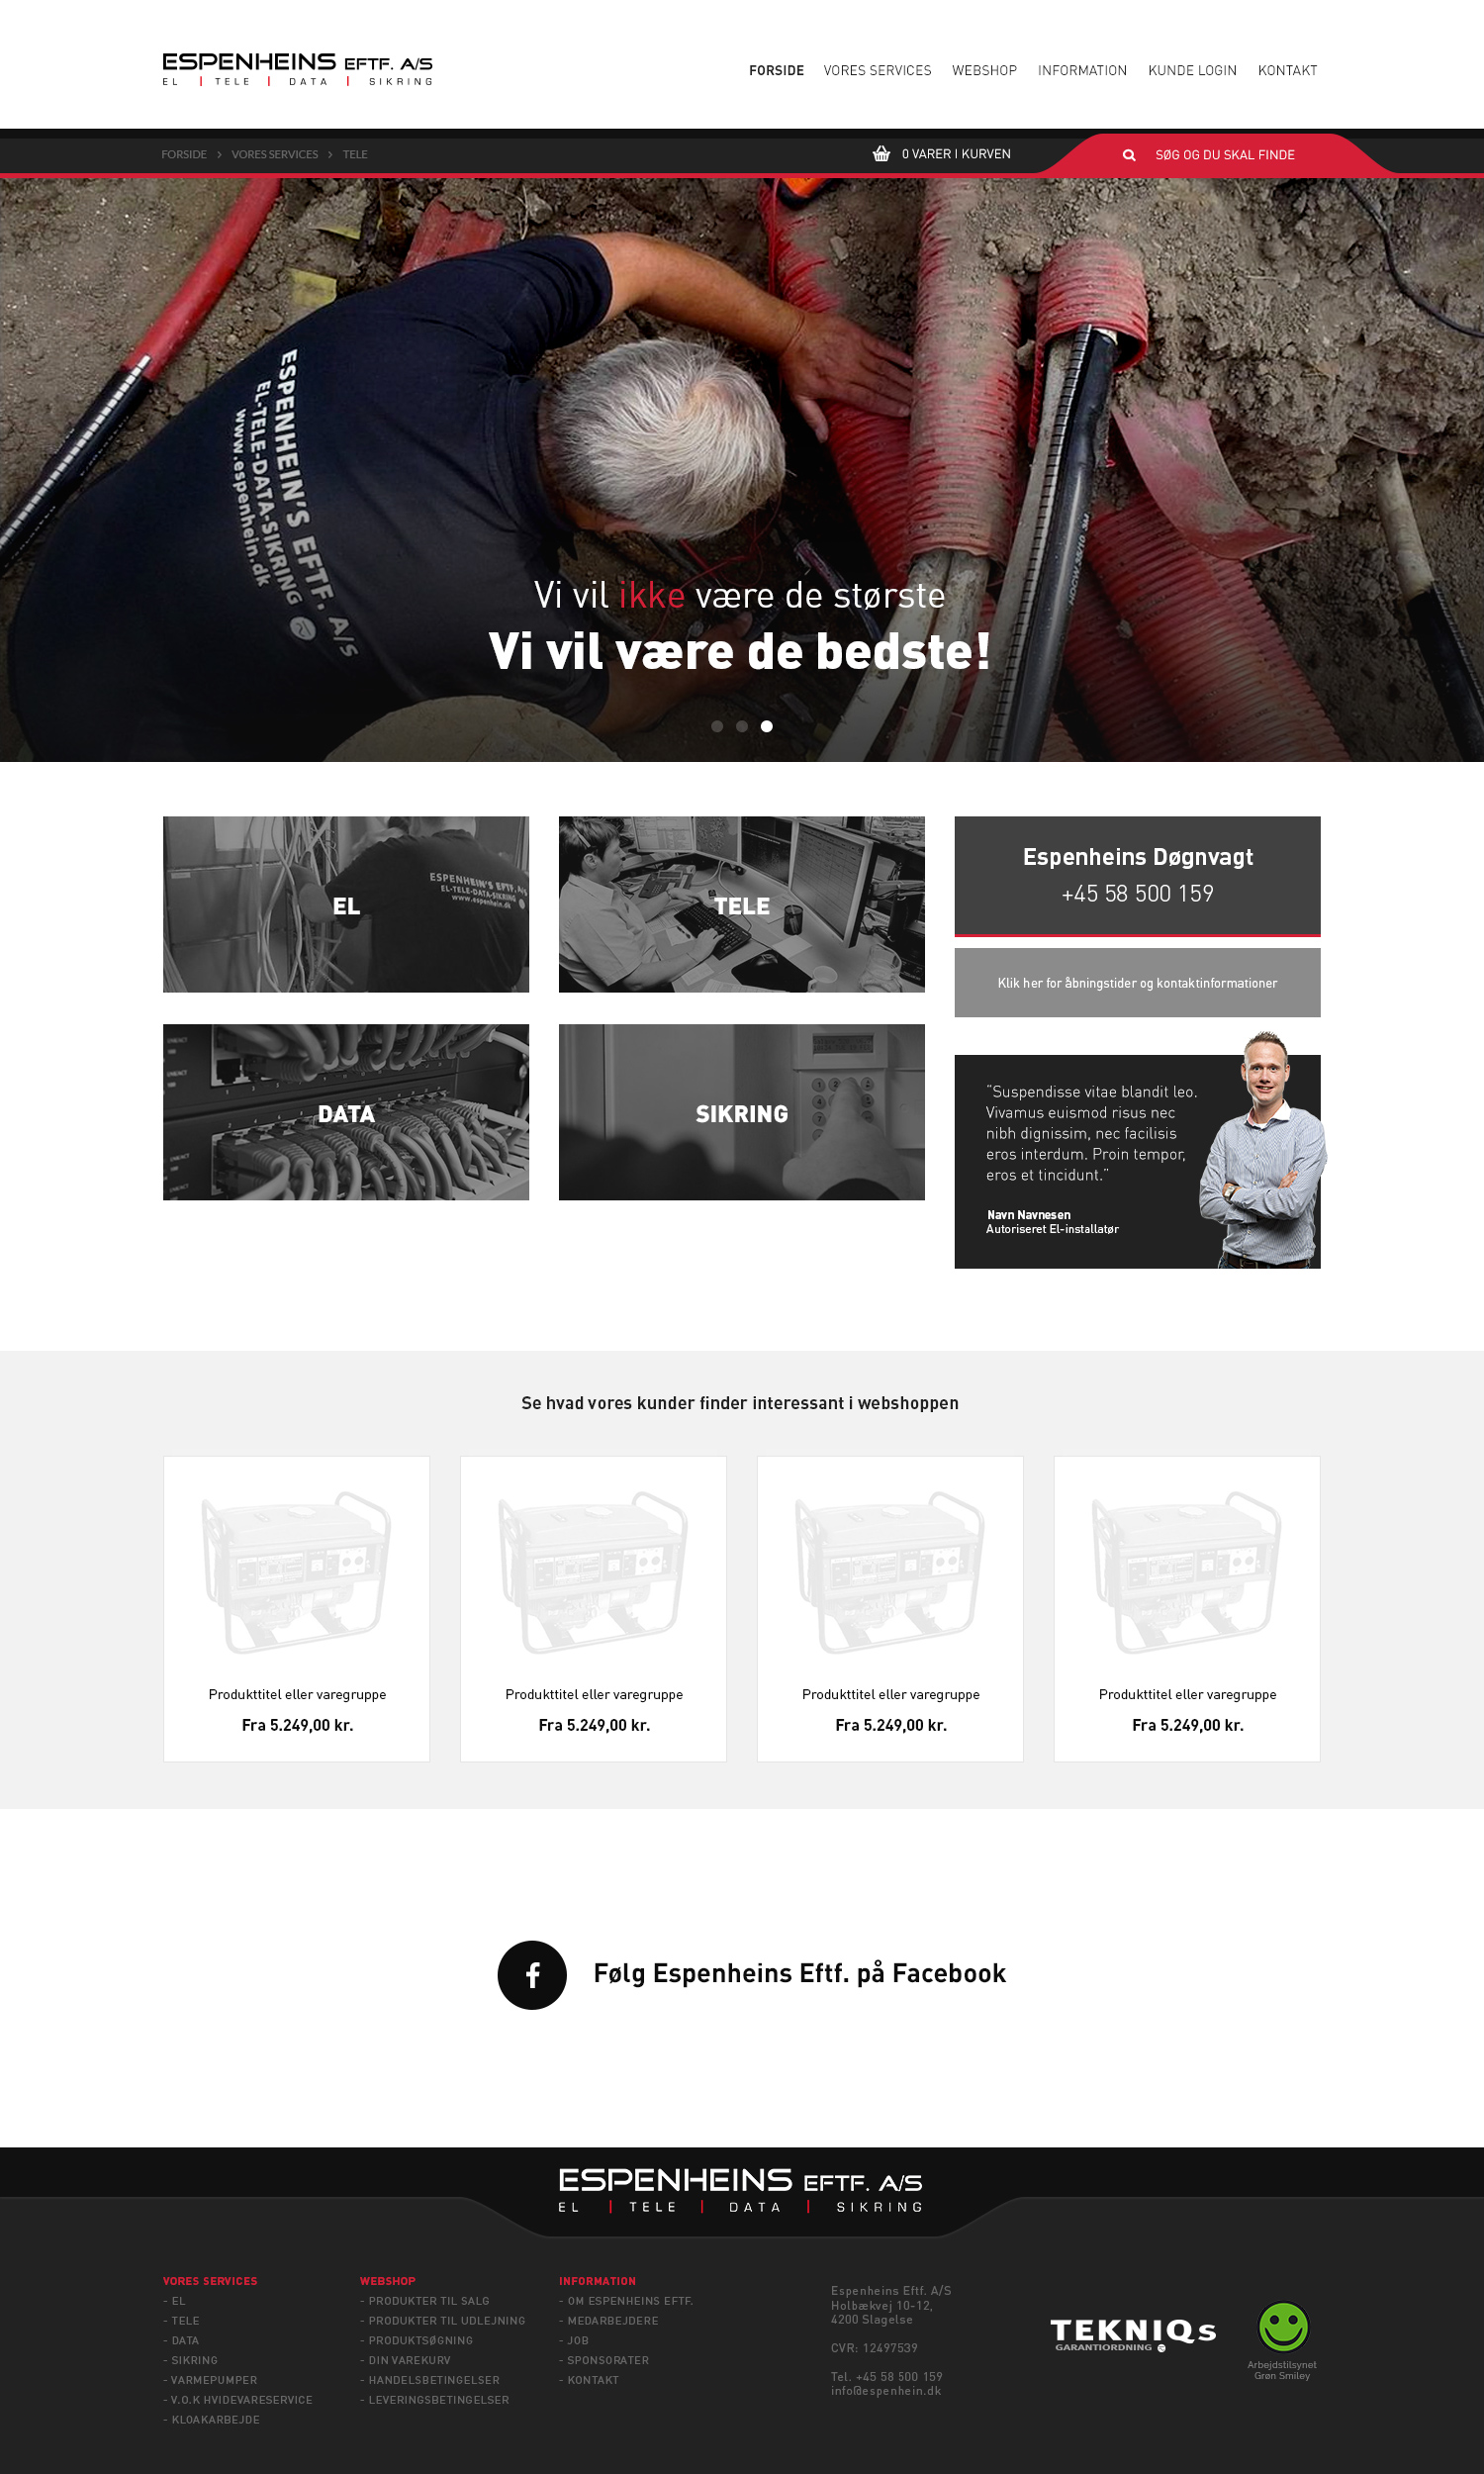 ESPENHEINS EFTF. A/S
EL | TELE | DATA | SIKRING
FORSIDE VORES SERVICES WEBSHOP INFORMATION KUNDE LOGIN KONTAKT
FORSIDE > VORES SERVICES > TELE
0 VARER I KURVEN
SØG OG DU SKAL FINDE
ESPENHEIN'S EFTF. A/S
EL-TELE-DATA-SIKRING
www.espenhein.dk
Vi vil ikke være de største
Vi vil være de bedste!
ESPENHEIN'S EFTF. A/S
EL-TELE-DATA-SIKRING
www.espenhein.dk
EL
TELE
Espenheins Døgnvagt
+45 58 500 159
Klik her for åbningstider og kontaktinformationer
DATA
SIKRING
"Suspendisse vitae blandit leo.
Vivamus euismod risus nec
nibh dignissim, nec facilisis
eros interdum. Proin tempor,
eros et tincidunt."
Navn Navnesen
Autoriseret El-installatør
Se hvad vores kunder finder interessant i webshoppen
Produkttitel eller varegruppe
Fra 5.249,00 kr.
Produkttitel eller varegruppe
Fra 5.249,00 kr.
Produkttitel eller varegruppe
Fra 5.249,00 kr.
Produkttitel eller varegruppe
Fra 5.249,00 kr.
Følg Espenheins Eftf. på Facebook
ESPENHEINS EFTF. A/S
EL | TELE | DATA | SIKRING
VORES SERVICES
- EL
- TELE
- DATA
- SIKRING
- VARMEPUMPER
- V.O.K HVIDEVARESERVICE
- KLOAKARBEJDE
WEBSHOP
- PRODUKTER TIL SALG
- PRODUKTER TIL UDLEJNING
- PRODUKTSØGNING
- DIN VAREKURV
- HANDELSBETINGELSER
- LEVERINGSBETINGELSER
INFORMATION
- OM ESPENHEINS EFTF.
- MEDARBEJDERE
- JOB
- SPONSORATER
- KONTAKT
Espenheins Eftf. A/S
Holbækvej 10-12,
4200 Slagelse
CVR: 12497539
Tel. +45 58 500 159
info@espenhein.dk
TEKNIQs
GARANTIORDNING
Arbejdstilsynet
Grøn Smiley